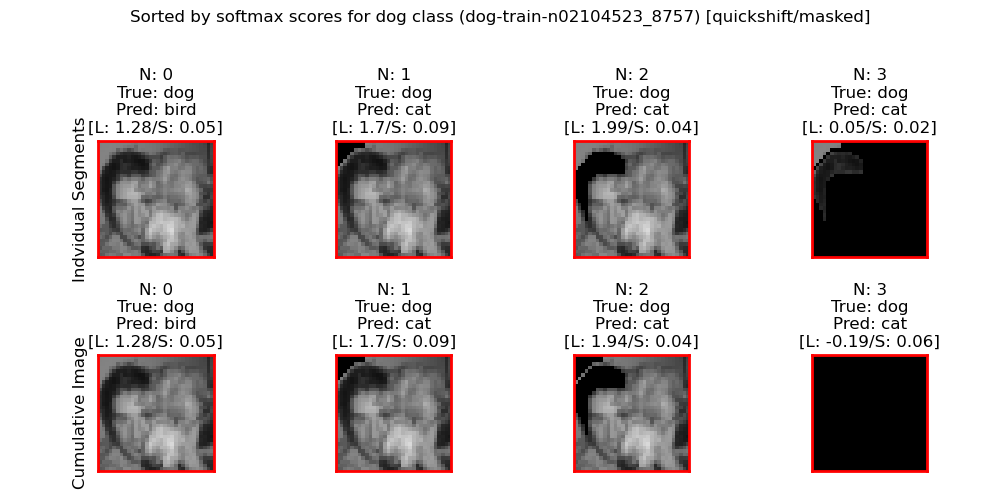 Sorted by softmax scores for dog class (dog-train-n02104523_8757) [quickshift/masked]
Indvidual Segments
N: 0
True: dog
Pred: bird
[L: 1.28/S: 0.05]
N: 1
True: dog
Pred: cat
[L: 1.7/S: 0.09]
N: 2
True: dog
Pred: cat
[L: 1.99/S: 0.04]
N: 3
True: dog
Pred: cat
[L: 0.05/S: 0.02]
Cumulative Image
N: 0
True: dog
Pred: bird
[L: 1.28/S: 0.05]
N: 1
True: dog
Pred: cat
[L: 1.7/S: 0.09]
N: 2
True: dog
Pred: cat
[L: 1.94/S: 0.04]
N: 3
True: dog
Pred: cat
[L: -0.19/S: 0.06]